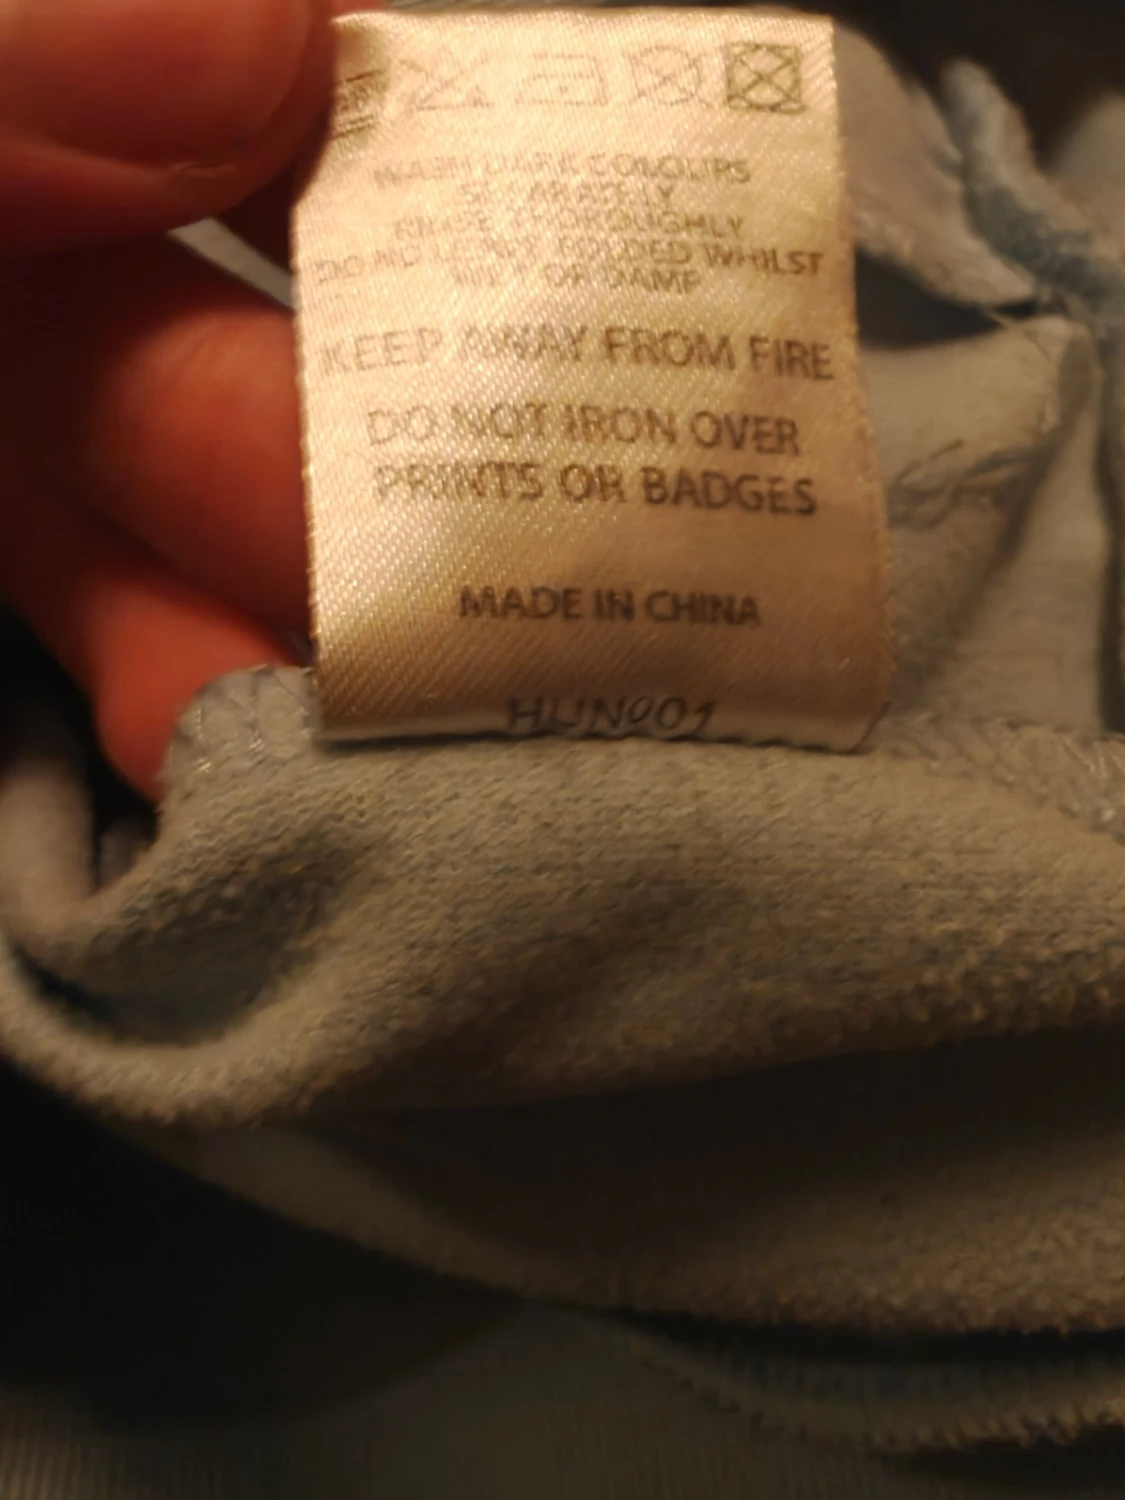 WASH DARK COLOURS
SEPARATELY
RINSE THOROUGHLY
DO NO LEAVE FOLDED WHILST
WET OR DAMP
KEEP AWAY FROM FIRE
DO NOT IRON OVER
PRINTS OR BADGES
MADE IN CHINA
HUN001